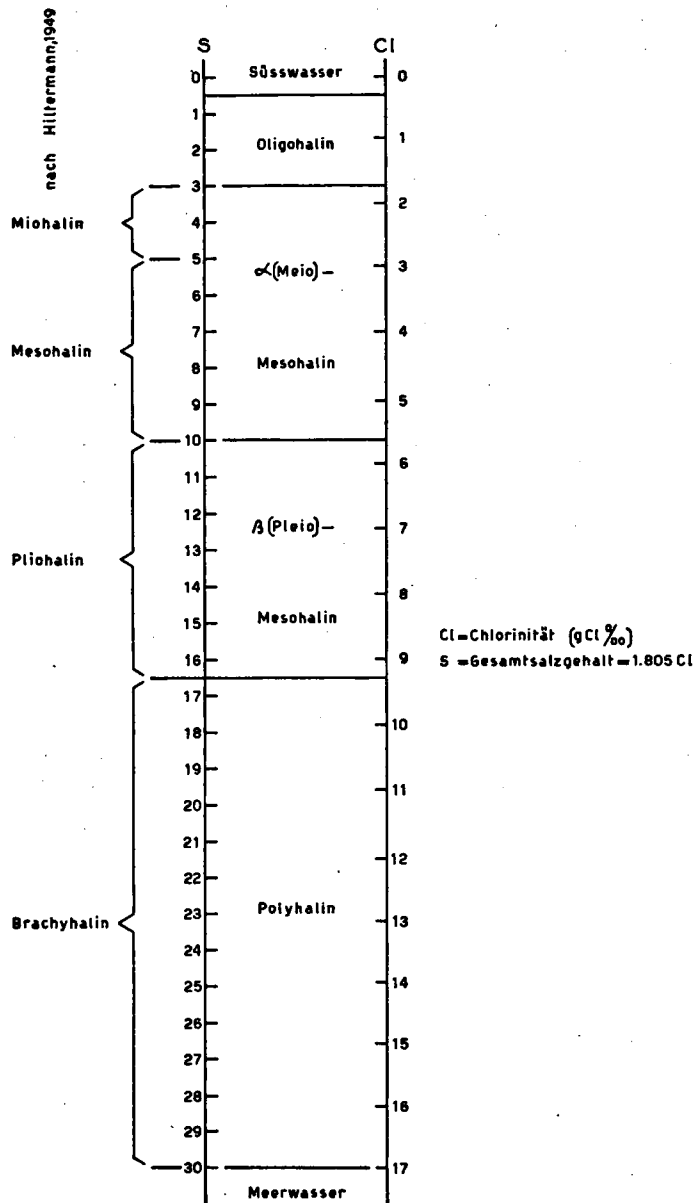 nach Hiltermann,1949
S Cl
0 Süsswasser 0
1
2 Oligohalin 1
3
2
Miohalin 4
5 3
α(Meio)–
6
7 4
Mesohalin
8 Mesohalin
9 5
10
6
11
12 β(Pleio)– 7
13
Pliohalin
14 8
15 Mesohalin
16 9
17
18 10
19
20 11
21
22 12
23 Polyhalin 13
Brachyhalin
24
25 14
26
27 15
28 16
29
30 17
Meerwasser
Cl=Chlorinität (gCl ‰)
S =Gesamtsalzgehalt=1.805 Cl